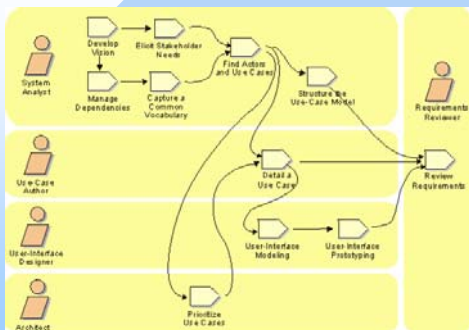 Develop
Vision
Elicit Stakeholder
Needs
Find Actors
and Use Cases
System
Analyst
Manage
Dependencies
Capture a
Common
Vocabulary
Structure the
Use-Case Model
Requirements
Reviewer
Use-Case
Author
Detail a
Use Case
Review
Requirements
User-Interface
Designer
User-Interface
Modeling
User-Interface
Prototyping
Architect
Prioritize
Use Cases